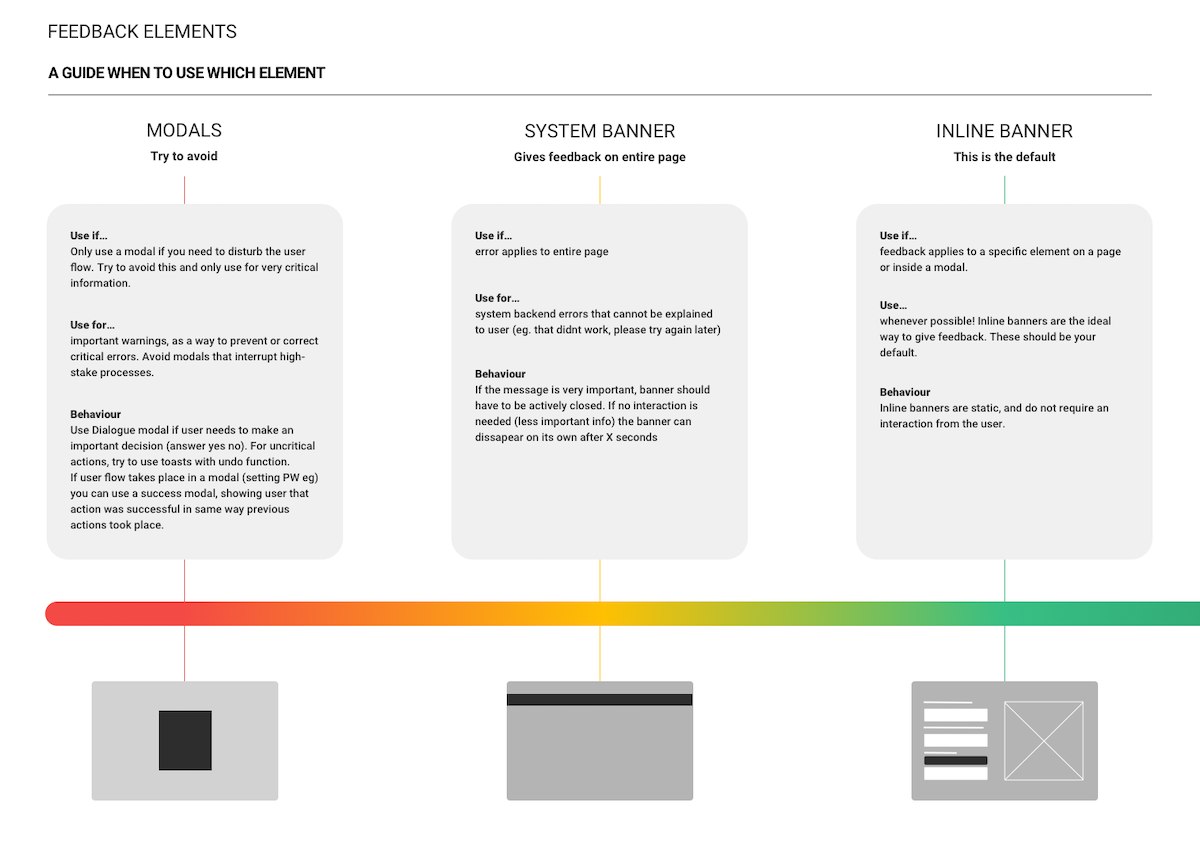 FEEDBACK ELEMENTS
A GUIDE WHEN TO USE WHICH ELEMENT
MODALS
Try to avoid
Use if...
Only use a modal if you need to disturb the user
flow. Try to avoid this and only use for very critical
information.
Use for...
important warnings, as a way to prevent or correct
critical errors. Avoid modals that interrupt high-
stake processes.
Behaviour
Use Dialogue modal if user needs to make an
important decision (answer yes no). For uncritical
actions, try to use toasts with undo function.
If user flow takes place in a modal (setting PW eg)
you can use a success modal, showing user that
action was successful in same way previous
actions took place.
SYSTEM BANNER
Gives feedback on entire page
Use if...
error applies to entire page
Use for...
system backend errors that cannot be explained
to user (eg. that didnt work, please try again later)
Behaviour
If the message is very important, banner should
have to be actively closed. If no interaction is
needed (less important info) the banner can
dissapear on its own after X seconds
INLINE BANNER
This is the default
Use if...
feedback applies to a specific element on a page
or inside a modal.
Use...
whenever possible! Inline banners are the ideal
way to give feedback. These should be your
default.
Behaviour
Inline banners are static, and do not require an
interaction from the user.